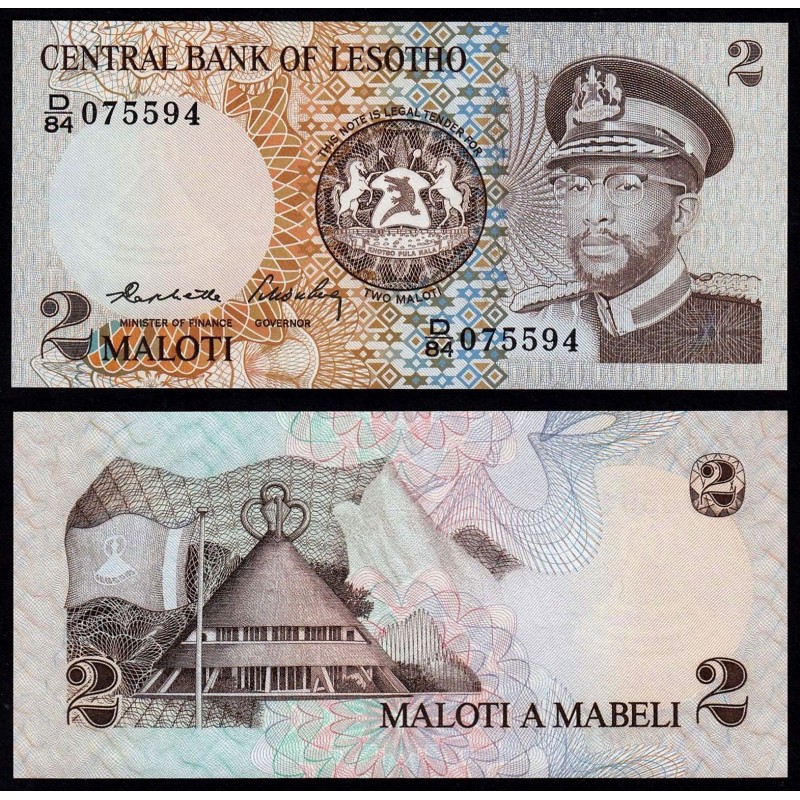 CENTRAL BANK OF LESOTHO
2
D/84 075594
THIS NOTE IS LEGAL TENDER FOR
PULA NALA
TWO MALOTI
MINISTER OF FINANCE GOVERNOR
D/84 075594
2 MALOTI
2
2 MALOTI A MABELI 2